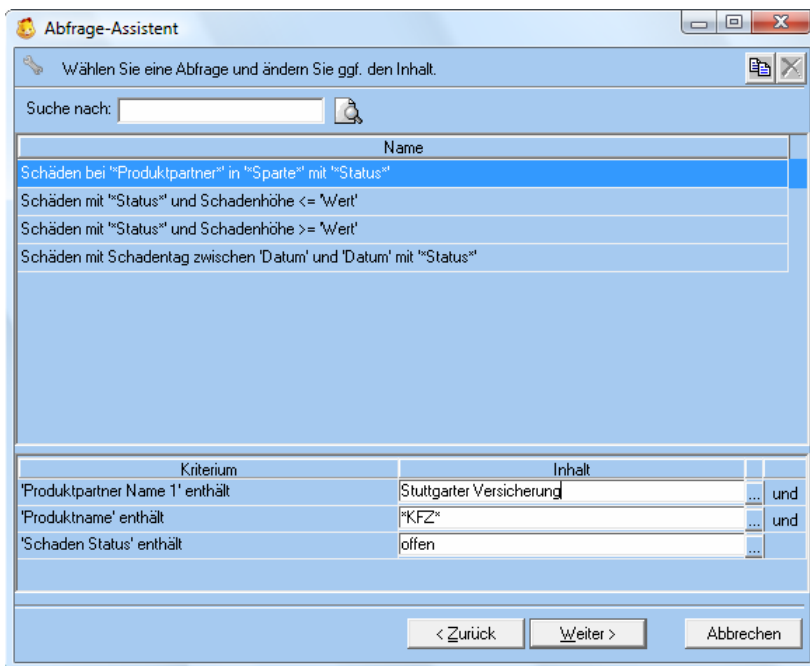 Abfrage-Assistent
Wählen Sie eine Abfrage und ändern Sie ggf. den Inhalt.
Suche nach:
Name
Schäden bei '*Produktpartner*' in '*Sparte*' mit '*Status*'
Schäden mit '*Status*' und Schadenhöhe <= 'Wert'
Schäden mit '*Status*' und Schadenhöhe >= 'Wert'
Schäden mit Schadentag zwischen 'Datum' und 'Datum' mit '*Status*'
Kriterium Inhalt
'Produktpartner Name 1' enthält Stuttgarter Versicherung ... und
'Produktname' enthält *KFZ* ... und
'Schaden Status' enthält offen ...
< Zurück Weiter > Abbrechen